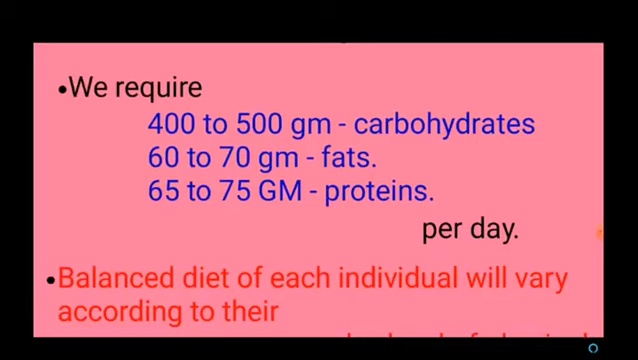 •We require
400 to 500 gm - carbohydrates
60 to 70 gm - fats.
65 to 75 GM - proteins.
per day.
•Balanced diet of each individual will vary
according to their